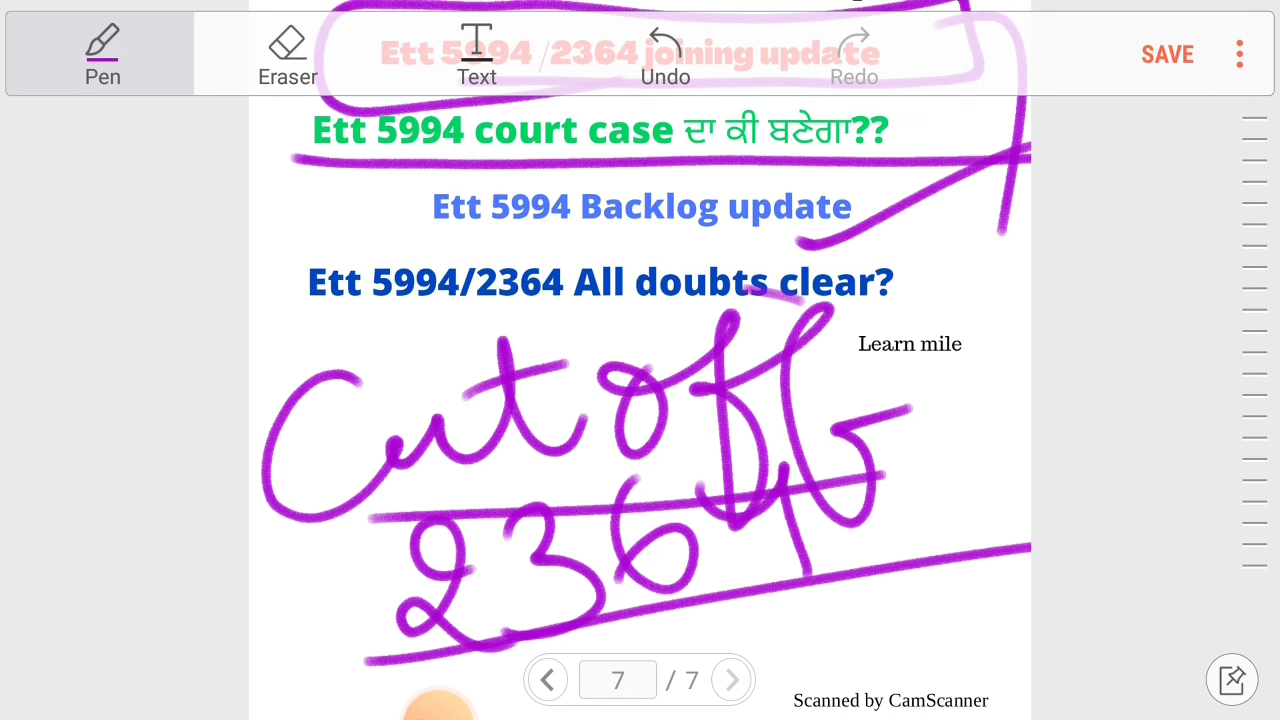 Ett 5994 /2364 joining update
Pen Eraser Text Undo Redo SAVE
Ett 5994 court case ਦਾ ਕੀ ਬਣੇਗਾ??
Ett 5994 Backlog update
Ett 5994/2364 All doubts clear?
Learn mile
Cut off
2364
7 / 7
Scanned by CamScanner